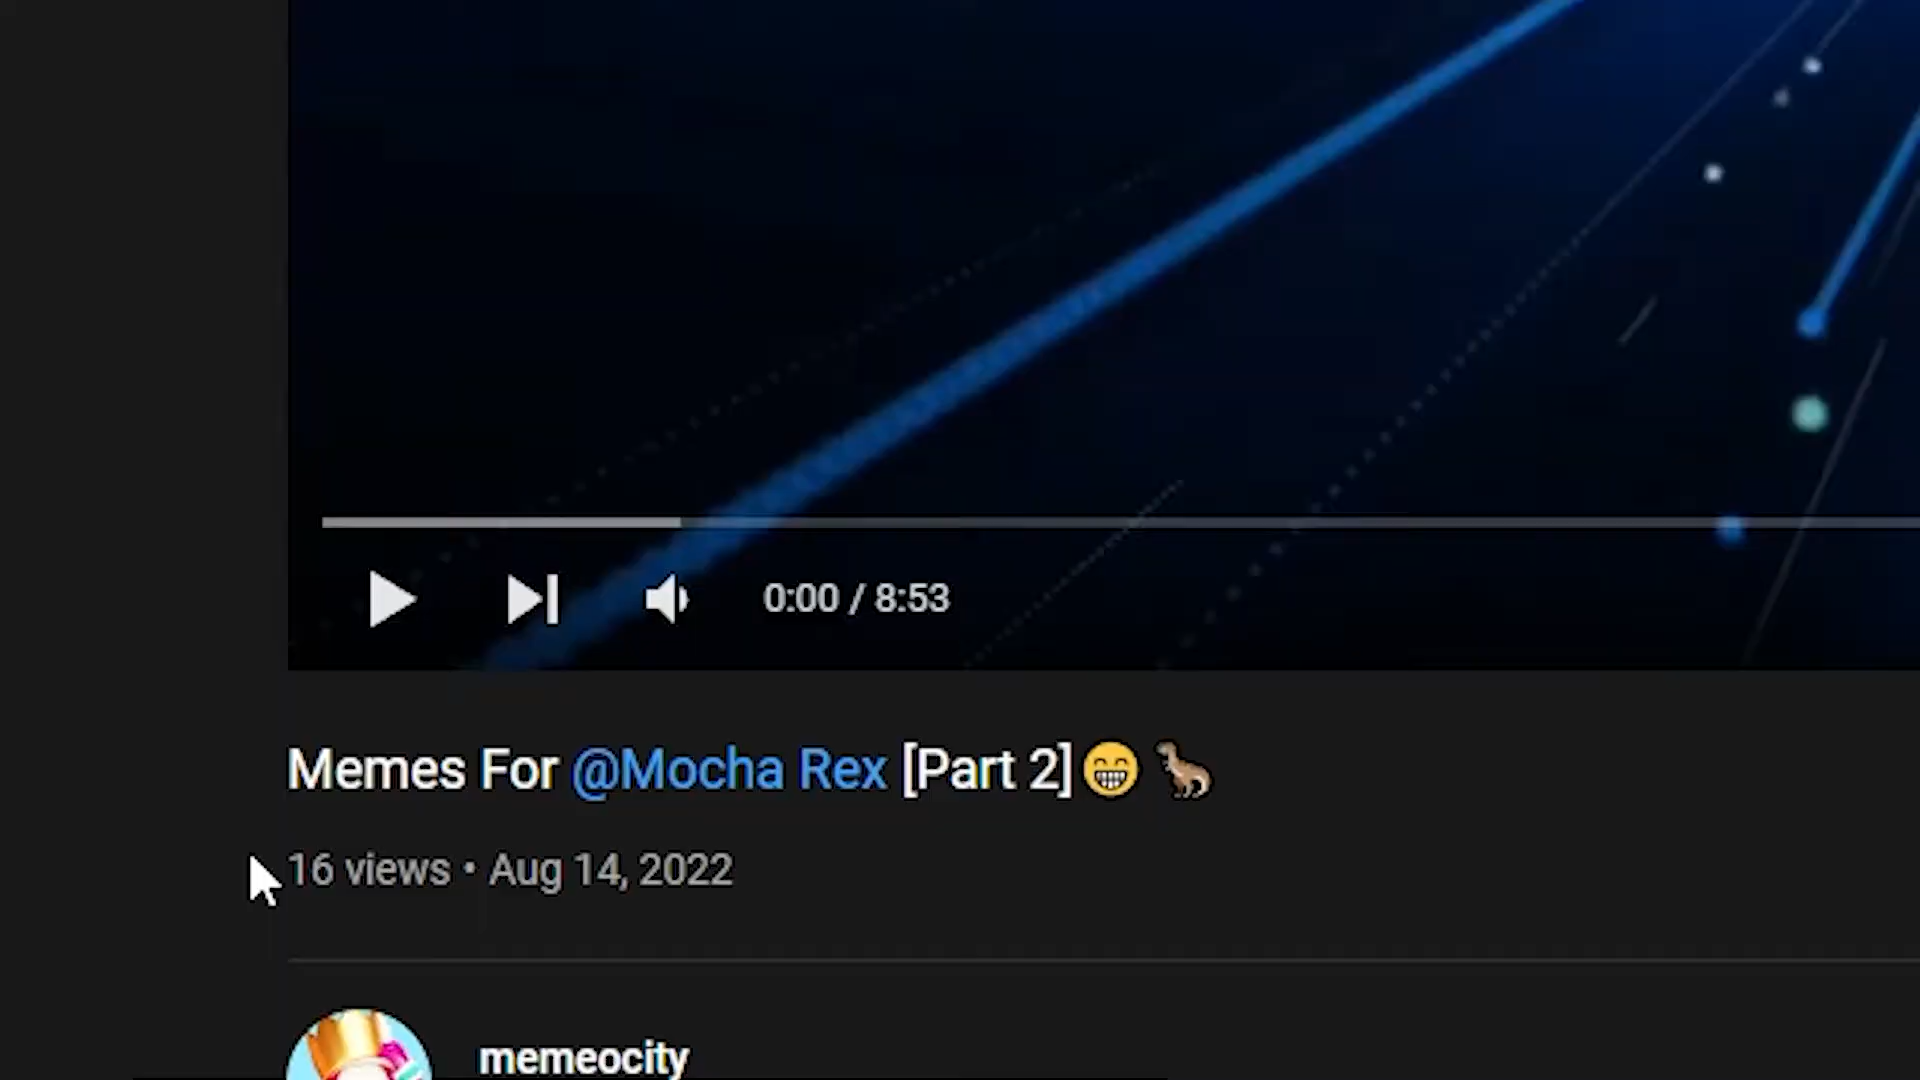 0:00 / 8:53
Memes For @Mocha Rex [Part 2]😁 🦖
16 views • Aug 14, 2022
memeocity